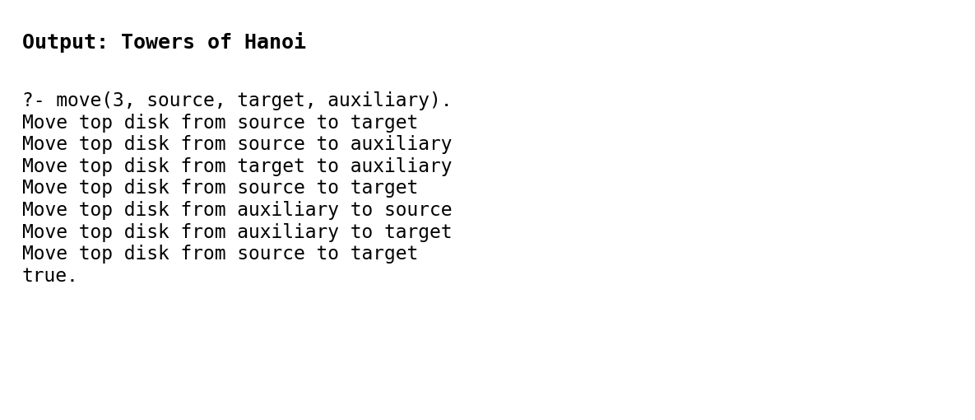 Output: Towers of Hanoi
?- move(3, source, target, auxiliary).
Move top disk from source to target
Move top disk from source to auxiliary
Move top disk from target to auxiliary
Move top disk from source to target
Move top disk from auxiliary to source
Move top disk from auxiliary to target
Move top disk from source to target
true.